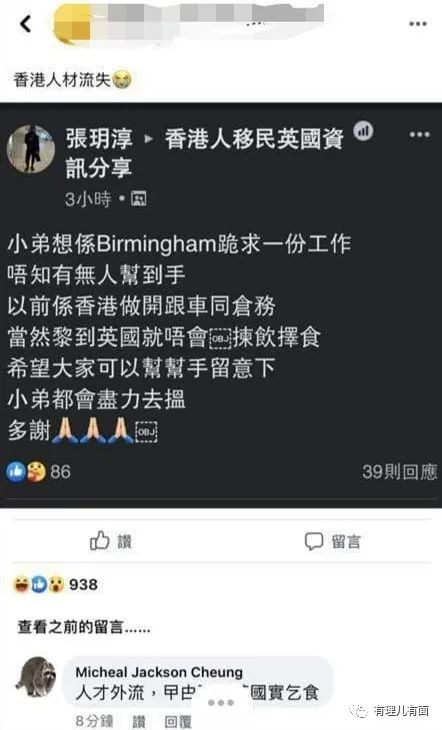 香港人材流失😭
張玥淳 ▸ 香港人移民英國資
訊分享
3小時
小弟想係Birmingham跪求一份工作
唔知有無人幫到手
以前係香港做開跟車同倉務
當然黎到英國就唔會揀飲擇食
希望大家可以幫幫手留意下
小弟都會盡力去搵
多謝🙏🙏🙏
86
39則回應
讚
留言
938
查看之前的留言......
Micheal Jackson Cheung
人才外流,曱甴 國實乞食
8分鐘 讚 回覆
有理儿有面